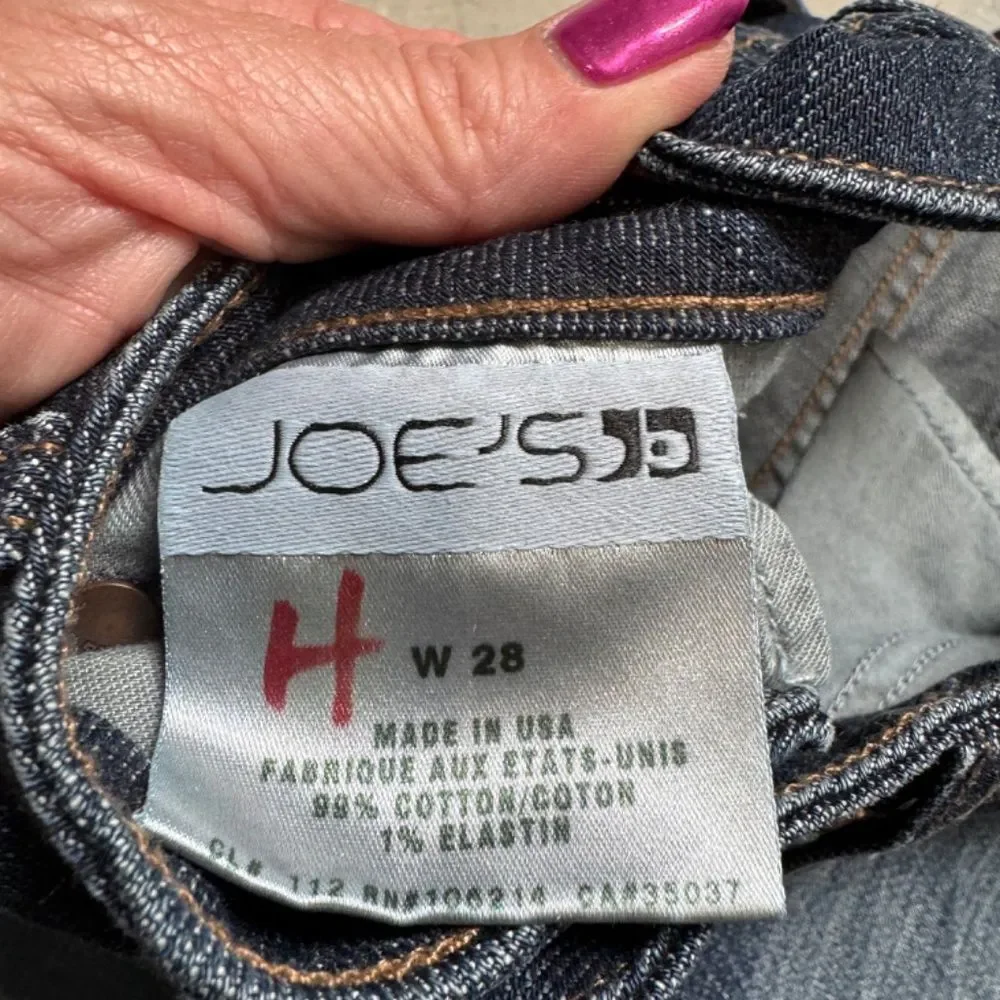 JOE'S
H W 28
MADE IN USA
FABRIQUE AUX ETATS-UNIS
99% COTTON/COTON
1% ELASTIN
CL# 112 RN#106214 CA#35037